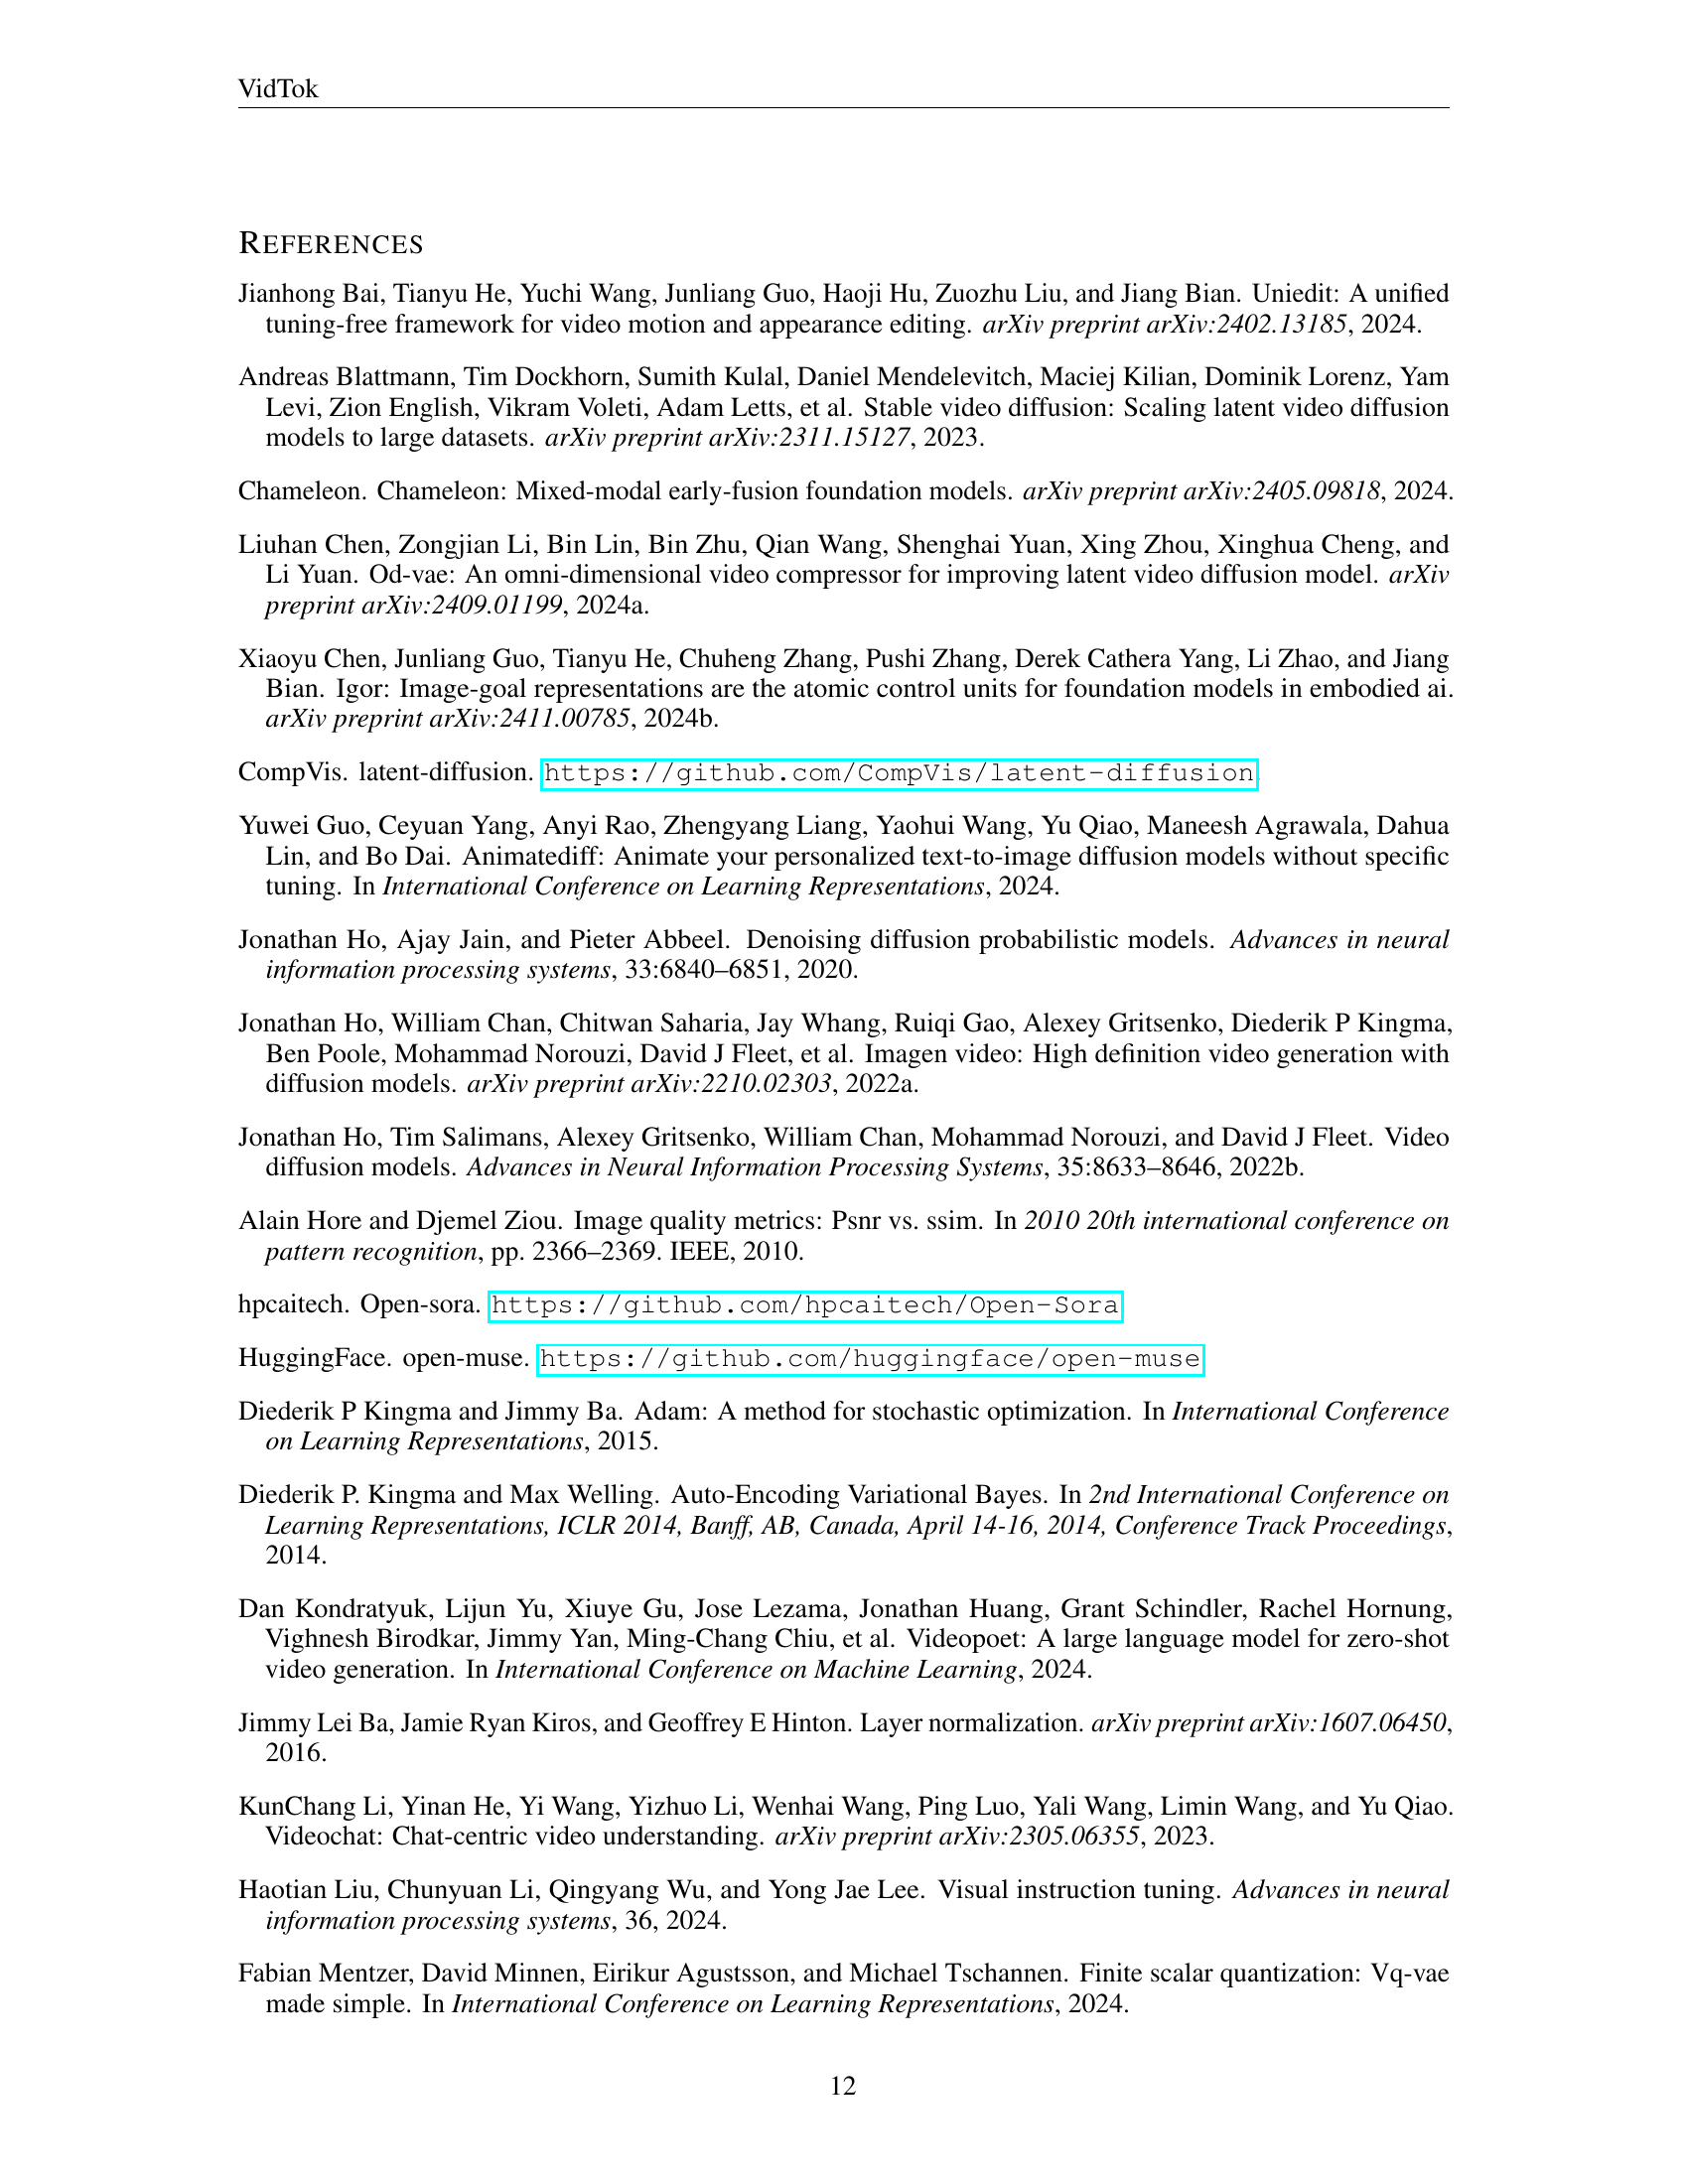 VidTok
REFERENCES
Jianhong Bai, Tianyu He, Yuchi Wang, Junliang Guo, Haoji Hu, Zuozhu Liu, and Jiang Bian. Uniedit: A unified
tuning-free framework for video motion and appearance editing. arXiv preprint arXiv:2402.13185, 2024.
Andreas Blattmann, Tim Dockhorn, Sumith Kulal, Daniel Mendelevitch, Maciej Kilian, Dominik Lorenz, Yam
Levi, Zion English, Vikram Voleti, Adam Letts, et al. Stable video diffusion: Scaling latent video diffusion
models to large datasets. arXiv preprint arXiv:2311.15127, 2023.
Chameleon. Chameleon: Mixed-modal early-fusion foundation models. arXiv preprint arXiv:2405.09818, 2024.
Liuhan Chen, Zongjian Li, Bin Lin, Bin Zhu, Qian Wang, Shenghai Yuan, Xing Zhou, Xinghua Cheng, and
Li Yuan. Od-vae: An omni-dimensional video compressor for improving latent video diffusion model. arXiv
preprint arXiv:2409.01199, 2024a.
Xiaoyu Chen, Junliang Guo, Tianyu He, Chuheng Zhang, Pushi Zhang, Derek Cathera Yang, Li Zhao, and Jiang
Bian. Igor: Image-goal representations are the atomic control units for foundation models in embodied ai.
arXiv preprint arXiv:2411.00785, 2024b.
CompVis. latent-diffusion. https://github.com/CompVis/latent-diffusion
Yuwei Guo, Ceyuan Yang, Anyi Rao, Zhengyang Liang, Yaohui Wang, Yu Qiao, Maneesh Agrawala, Dahua
Lin, and Bo Dai. Animatediff: Animate your personalized text-to-image diffusion models without specific
tuning. In International Conference on Learning Representations, 2024.
Jonathan Ho, Ajay Jain, and Pieter Abbeel. Denoising diffusion probabilistic models. Advances in neural
information processing systems, 33:6840–6851, 2020.
Jonathan Ho, William Chan, Chitwan Saharia, Jay Whang, Ruiqi Gao, Alexey Gritsenko, Diederik P Kingma,
Ben Poole, Mohammad Norouzi, David J Fleet, et al. Imagen video: High definition video generation with
diffusion models. arXiv preprint arXiv:2210.02303, 2022a.
Jonathan Ho, Tim Salimans, Alexey Gritsenko, William Chan, Mohammad Norouzi, and David J Fleet. Video
diffusion models. Advances in Neural Information Processing Systems, 35:8633–8646, 2022b.
Alain Hore and Djemel Ziou. Image quality metrics: Psnr vs. ssim. In 2010 20th international conference on
pattern recognition, pp. 2366–2369. IEEE, 2010.
hpcaitech. Open-sora. https://github.com/hpcaitech/Open-Sora
HuggingFace. open-muse. https://github.com/huggingface/open-muse
Diederik P Kingma and Jimmy Ba. Adam: A method for stochastic optimization. In International Conference
on Learning Representations, 2015.
Diederik P. Kingma and Max Welling. Auto-Encoding Variational Bayes. In 2nd International Conference on
Learning Representations, ICLR 2014, Banff, AB, Canada, April 14-16, 2014, Conference Track Proceedings,
2014.
Dan Kondratyuk, Lijun Yu, Xiuye Gu, Jose Lezama, Jonathan Huang, Grant Schindler, Rachel Hornung,
Vighnesh Birodkar, Jimmy Yan, Ming-Chang Chiu, et al. Videopoet: A large language model for zero-shot
video generation. In International Conference on Machine Learning, 2024.
Jimmy Lei Ba, Jamie Ryan Kiros, and Geoffrey E Hinton. Layer normalization. arXiv preprint arXiv:1607.06450,
2016.
KunChang Li, Yinan He, Yi Wang, Yizhuo Li, Wenhai Wang, Ping Luo, Yali Wang, Limin Wang, and Yu Qiao.
Videochat: Chat-centric video understanding. arXiv preprint arXiv:2305.06355, 2023.
Haotian Liu, Chunyuan Li, Qingyang Wu, and Yong Jae Lee. Visual instruction tuning. Advances in neural
information processing systems, 36, 2024.
Fabian Mentzer, David Minnen, Eirikur Agustsson, and Michael Tschannen. Finite scalar quantization: Vq-vae
made simple. In International Conference on Learning Representations, 2024.
12